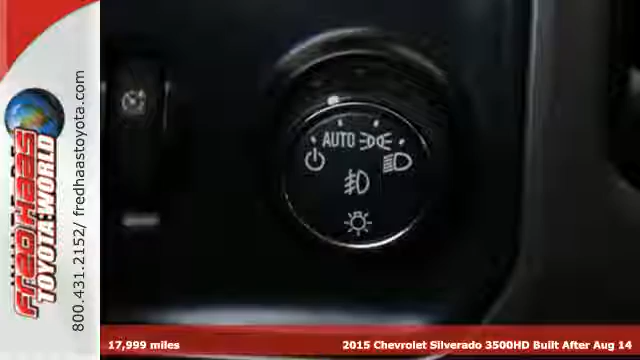 FRED HAAS
TOYOTA WORLD
800.431.2152/ fredhaastoyota.com
AUTO
17,999 miles
2015 Chevrolet Silverado 3500HD Built After Aug 14